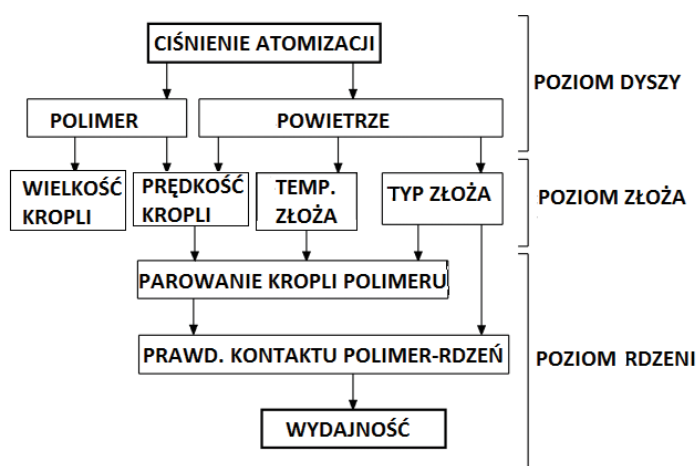 CIŚNIENIE ATOMIZACJI
POZIOM DYSZY
POLIMER
POWIETRZE
WIELKOŚĆ
KROPLI
PRĘDKOŚĆ
KROPLI
TEMP.
ZŁOŻA
TYP ZŁOŻA
POZIOM ZŁOŻA
PAROWANIE KROPLI POLIMERU
PRAWD. KONTAKTU POLIMER-RDZEŃ
POZIOM RDZENI
WYDAJNOŚĆ